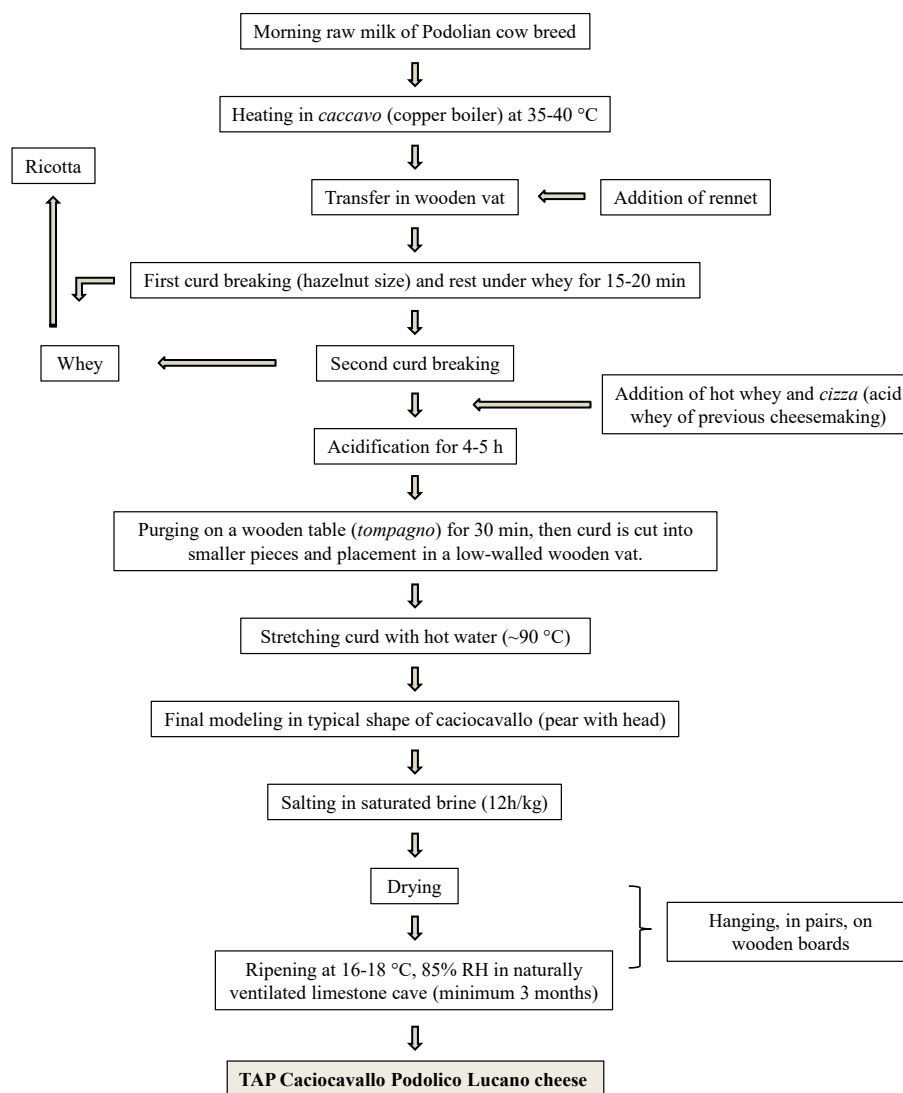 Morning raw milk of Podolian cow breed
Heating in caccavo (copper boiler) at 35-40 °C
Ricotta
Transfer in wooden vat
Addition of rennet
First curd breaking (hazelnut size) and rest under whey for 15-20 min
Whey
Second curd breaking
Addition of hot whey and cizza (acid
whey of previous cheesemaking)
Acidification for 4-5 h
Purging on a wooden table (tompagno) for 30 min, then curd is cut into
smaller pieces and placement in a low-walled wooden vat.
Stretching curd with hot water (~90 °C)
Final modeling in typical shape of caciocavallo (pear with head)
Salting in saturated brine (12h/kg)
Drying
Hanging, in pairs, on
wooden boards
Ripening at 16-18 °C, 85% RH in naturally
ventilated limestone cave (minimum 3 months)
TAP Caciocavallo Podolico Lucano cheese